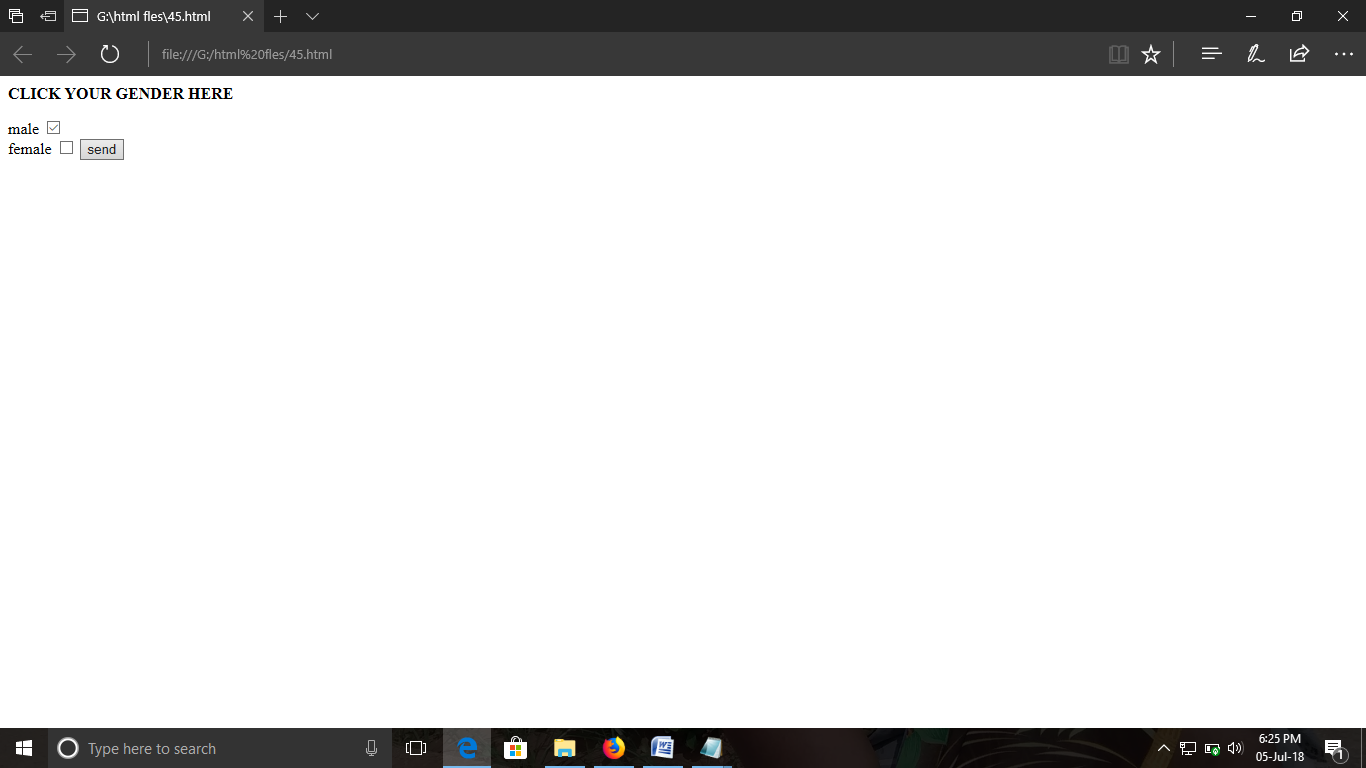 G:\html fles\45.html
file:///G:/html%20fles/45.html
CLICK YOUR GENDER HERE
male
female send
Type here to search
6:25 PM
05-Jul-18
1